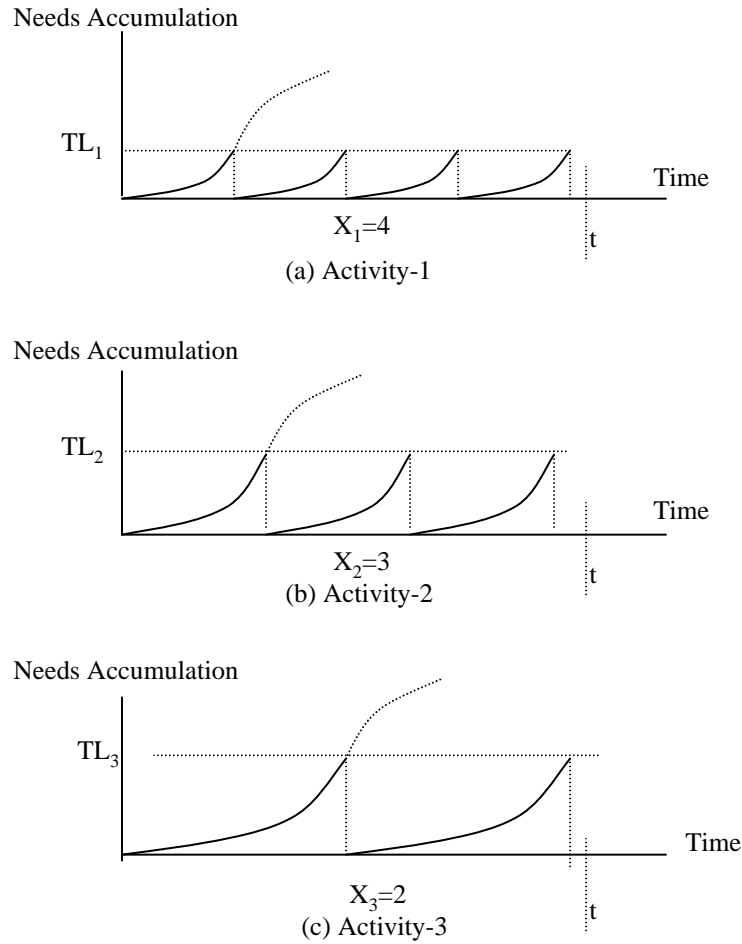 Needs Accumulation
TL₁
Time
X₁=4
t
(a) Activity-1
Needs Accumulation
TL₂
Time
X₂=3
t
(b) Activity-2
Needs Accumulation
TL₃
Time
X₃=2
t
(c) Activity-3